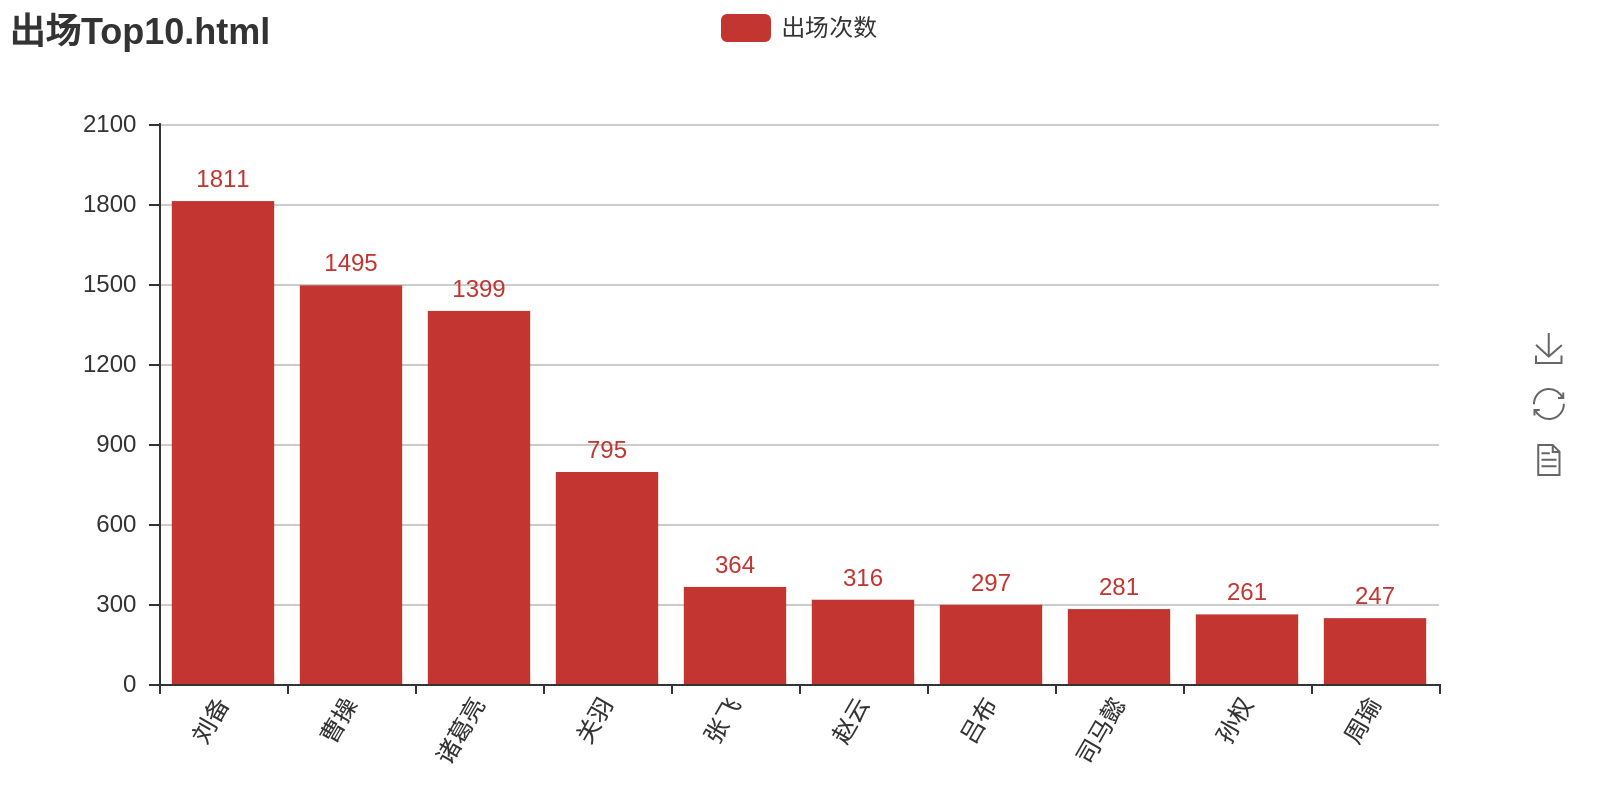 出场Top10.html
出场次数
2100
1800
1500
1200
900
600
300
0
1811
1495
1399
795
364
316
297
281
261
247
刘备
曹操
诸葛亮
关羽
张飞
赵云
吕布
司马懿
孙权
周瑜